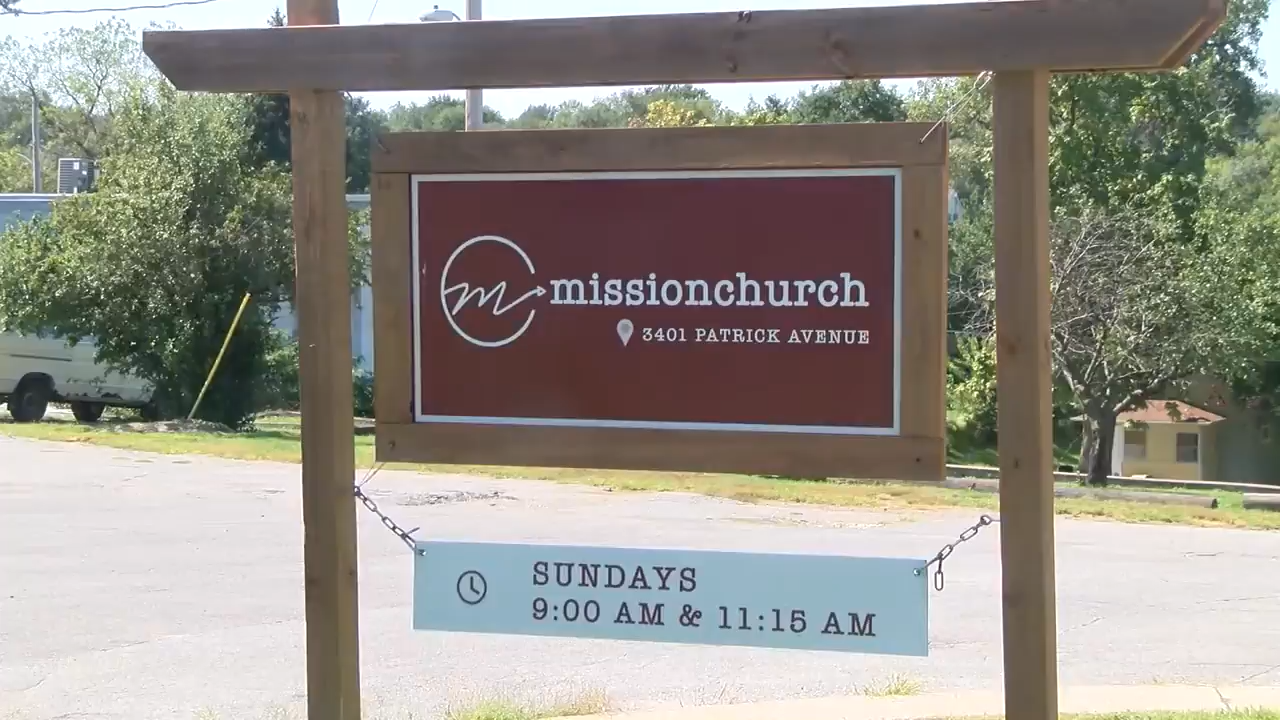 m missionchurch
3401 PATRICK AVENUE
SUNDAYS
9:00 AM & 11:15 AM